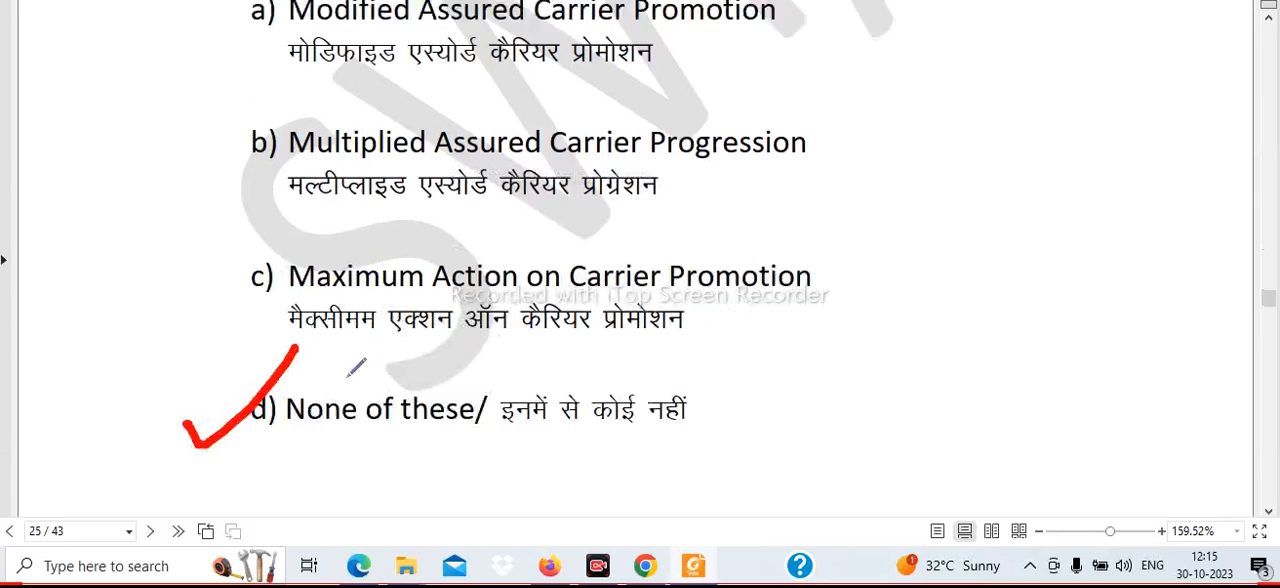 a) Modified Assured Carrier Promotion
मोडिफाइड एस्योर्ड कैरियर प्रोमोशन
b) Multiplied Assured Carrier Progression
मल्टीप्लाइड एस्योर्ड कैरियर प्रोग्रेशन
c) Maximum Action on Carrier Promotion
Recorded with iTop Screen Recorder
मैक्सीमम एक्शन ऑन कैरियर प्रोमोशन
d) None of these/ इनमें से कोई नहीं
25 / 43
159.52%
Type here to search
32°C Sunny
ENG
12:15
30-10-2023
3